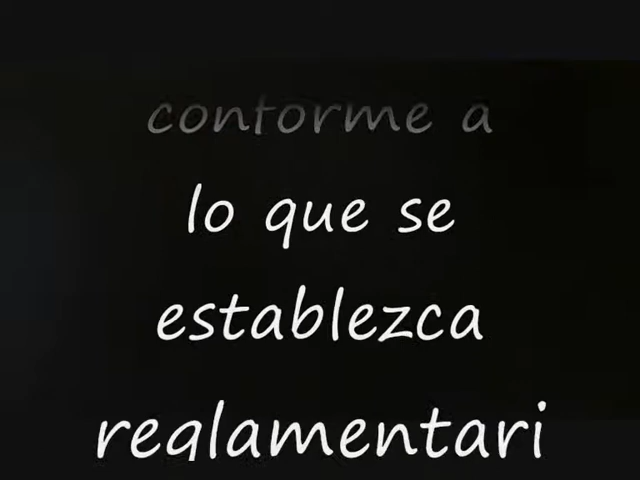 conforme a
lo que se
establezca
reglamentari